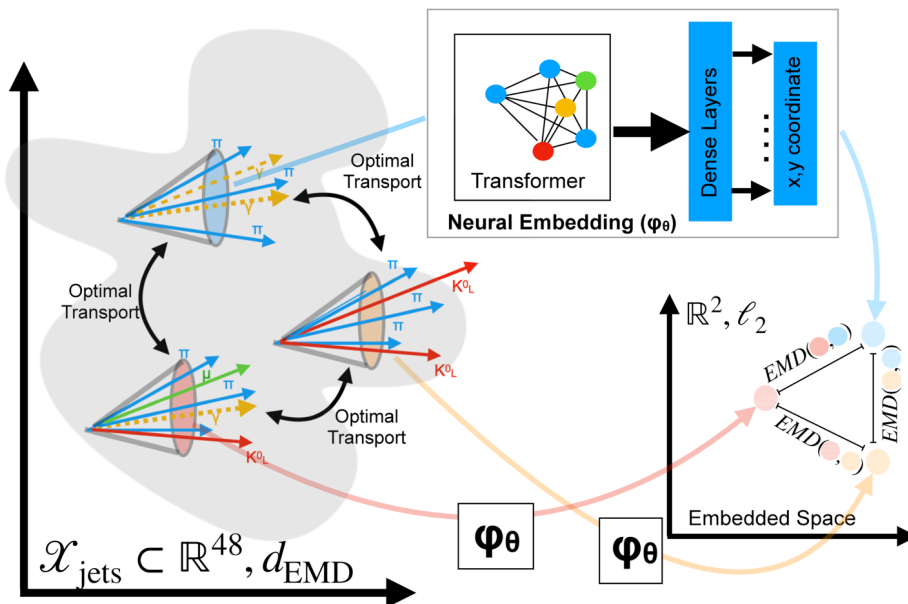 Transformer
Neural Embedding (φθ)
Dense Layers
x,y coordinate
π
γ
π
γ
π
Optimal
Transport
Optimal
Transport
π
K⁰L
π
π
K⁰L
π
μ
π
γ
K⁰L
Optimal
Transport
ℝ², ℓ₂
EMD( , )
EMD( , )
EMD( , )
Embedded Space
φθ
φθ
𝒳jets ⊂ ℝ⁴⁸, dEMD